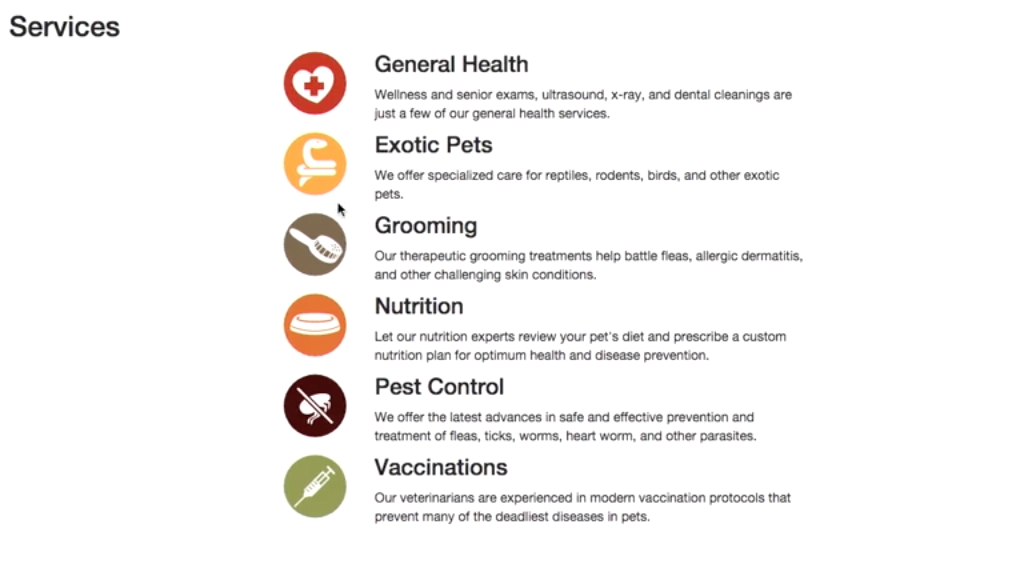 Services
General Health
Wellness and senior exams, ultrasound, x-ray, and dental cleanings are
just a few of our general health services.
Exotic Pets
We offer specialized care for reptiles, rodents, birds, and other exotic
pets.
Grooming
Our therapeutic grooming treatments help battle fleas, allergic dermatitis,
and other challenging skin conditions.
Nutrition
Let our nutrition experts review your pet's diet and prescribe a custom
nutrition plan for optimum health and disease prevention.
Pest Control
We offer the latest advances in safe and effective prevention and
treatment of fleas, ticks, worms, heart worm, and other parasites.
Vaccinations
Our veterinarians are experienced in modern vaccination protocols that
prevent many of the deadliest diseases in pets.